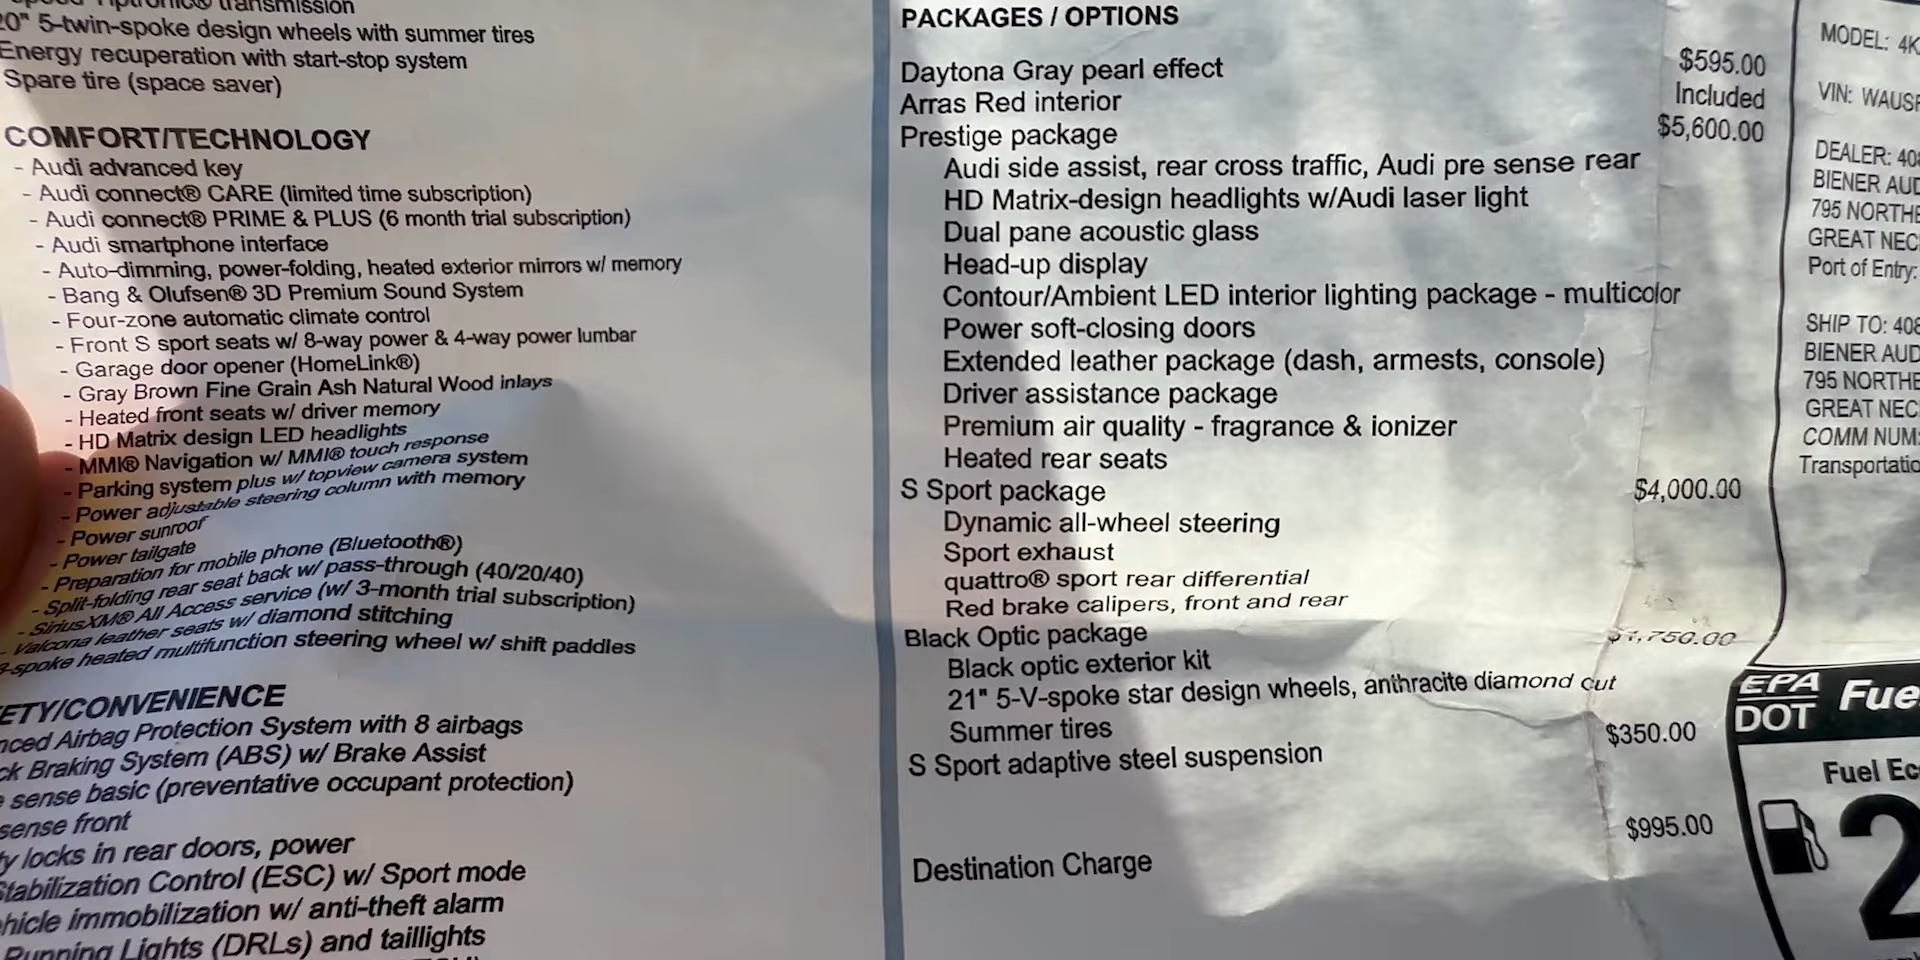 transmission
20" 5-twin-spoke design wheels with summer tires
Energy recuperation with start-stop system
Spare tire (space saver)
COMFORT/TECHNOLOGY
- Audi advanced key
- Audi connect® CARE (limited time subscription)
- Audi connect® PRIME & PLUS (6 month trial subscription)
- Audi smartphone interface
- Auto-dimming, power-folding, heated exterior mirrors w/ memory
- Bang & Olufsen® 3D Premium Sound System
- Four-zone automatic climate control
- Front S sport seats w/ 8-way power & 4-way power lumbar
- Garage door opener (HomeLink®)
- Gray Brown Fine Grain Ash Natural Wood inlays
- Heated front seats w/ driver memory
- HD Matrix design LED headlights
- MMI® Navigation w/ MMI® touch response
- Parking system plus w/ topview camera system
- Power adjustable steering column with memory
- Power sunroof
- Power tailgate
- Preparation for mobile phone (Bluetooth®)
- Split-folding rear seat back w/ pass-through (40/20/40)
- SiriusXM® All Access service (w/ 3-month trial subscription)
- Valcona leather seats w/ diamond stitching
3-spoke heated multifunction steering wheel w/ shift paddles
ETY/CONVENIENCE
nced Airbag Protection System with 8 airbags
ck Braking System (ABS) w/ Brake Assist
e sense basic (preventative occupant protection)
sense front
ty locks in rear doors, power
Stabilization Control (ESC) w/ Sport mode
ehicle immobilization w/ anti-theft alarm
Running Lights (DRLs) and taillights
PACKAGES / OPTIONS
Daytona Gray pearl effect $595.00
Arras Red interior Included
Prestige package $5,600.00
Audi side assist, rear cross traffic, Audi pre sense rear
HD Matrix-design headlights w/Audi laser light
Dual pane acoustic glass
Head-up display
Contour/Ambient LED interior lighting package - multicolor
Power soft-closing doors
Extended leather package (dash, armests, console)
Driver assistance package
Premium air quality - fragrance & ionizer
Heated rear seats
S Sport package $4,000.00
Dynamic all-wheel steering
Sport exhaust
quattro® sport rear differential
Red brake calipers, front and rear
Black Optic package $1,750.00
Black optic exterior kit
21" 5-V-spoke star design wheels, anthracite diamond cut
Summer tires
S Sport adaptive steel suspension $350.00
Destination Charge $995.00
MODEL: 4K
VIN: WAUSF
DEALER: 408
BIENER AUD
795 NORTHE
GREAT NEC
Port of Entry:
SHIP TO: 408
BIENER AUD
795 NORTHE
GREAT NEC
COMM NUM:
Transportatio
EPA
DOT
Fue
Fuel Ec
2